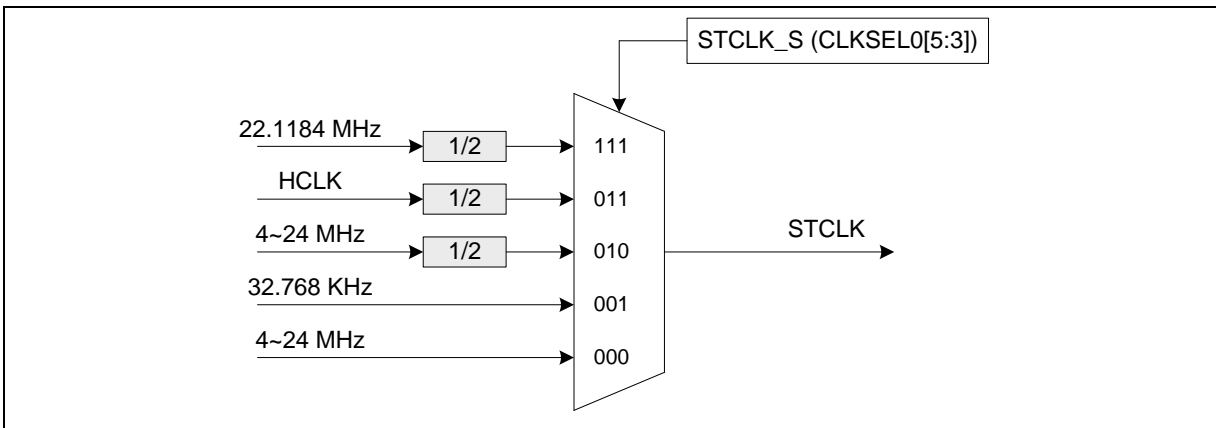 STCLK_S (CLKSEL0[5:3])
22.1184 MHz
1/2
111
HCLK
1/2
011
4~24 MHz
1/2
010
STCLK
32.768 KHz
001
4~24 MHz
000